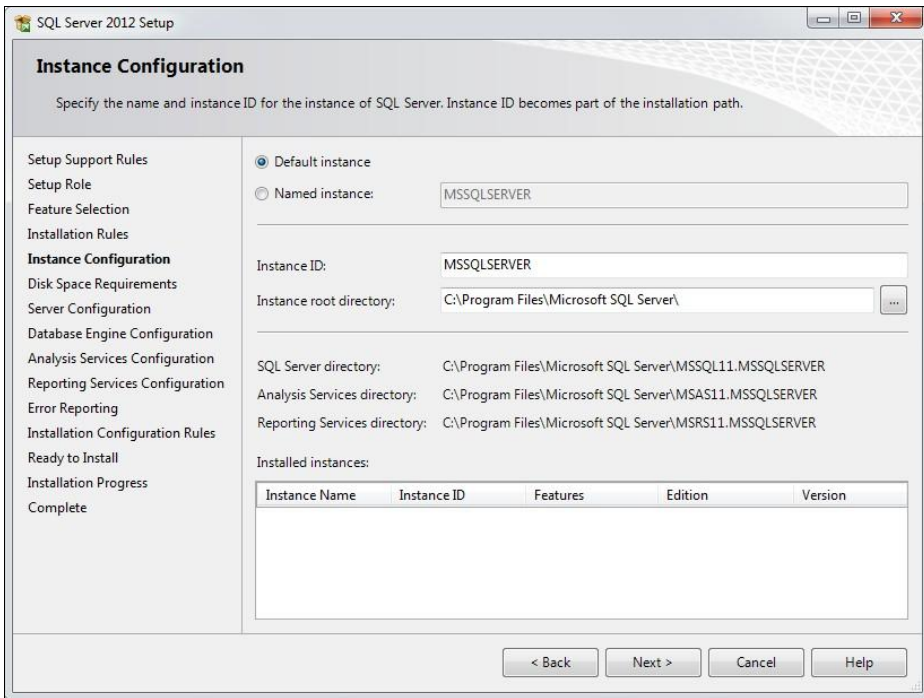 SQL Server 2012 Setup
Instance Configuration
Specify the name and instance ID for the instance of SQL Server. Instance ID becomes part of the installation path.
Setup Support Rules
Setup Role
Feature Selection
Installation Rules
Instance Configuration
Disk Space Requirements
Server Configuration
Database Engine Configuration
Analysis Services Configuration
Reporting Services Configuration
Error Reporting
Installation Configuration Rules
Ready to Install
Installation Progress
Complete
Default instance
Named instance: MSSQLSERVER
Instance ID: MSSQLSERVER
Instance root directory: C:\Program Files\Microsoft SQL Server\ ...
SQL Server directory: C:\Program Files\Microsoft SQL Server\MSSQL11.MSSQLSERVER
Analysis Services directory: C:\Program Files\Microsoft SQL Server\MSAS11.MSSQLSERVER
Reporting Services directory: C:\Program Files\Microsoft SQL Server\MSRS11.MSSQLSERVER
Installed instances:
Instance Name Instance ID Features Edition Version
< Back Next > Cancel Help